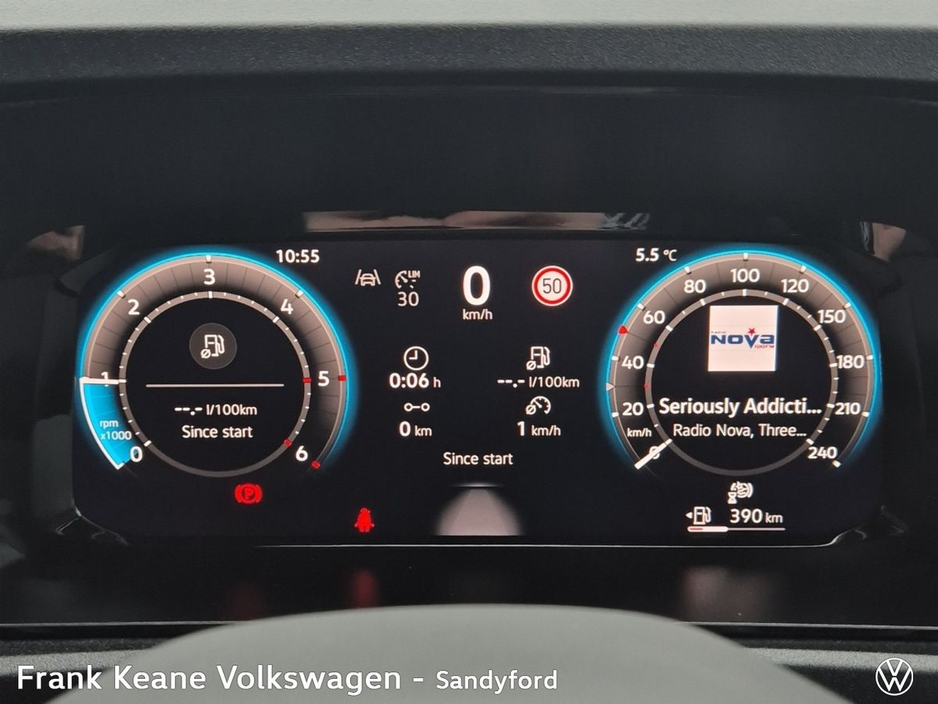 10:55
5.5 °C
0
1
2
3
4
5
6
rpm
x1000
--.- l/100km
Since start
LIM
30
0
km/h
50
0:06 h
--.- l/100km
0 km
1 km/h
Since start
0
20
40
60
80
100
120
150
180
210
240
km/h
NOVA
Seriously Addicti...
Radio Nova, Three...
P
390 km
Frank Keane Volkswagen - Sandyford